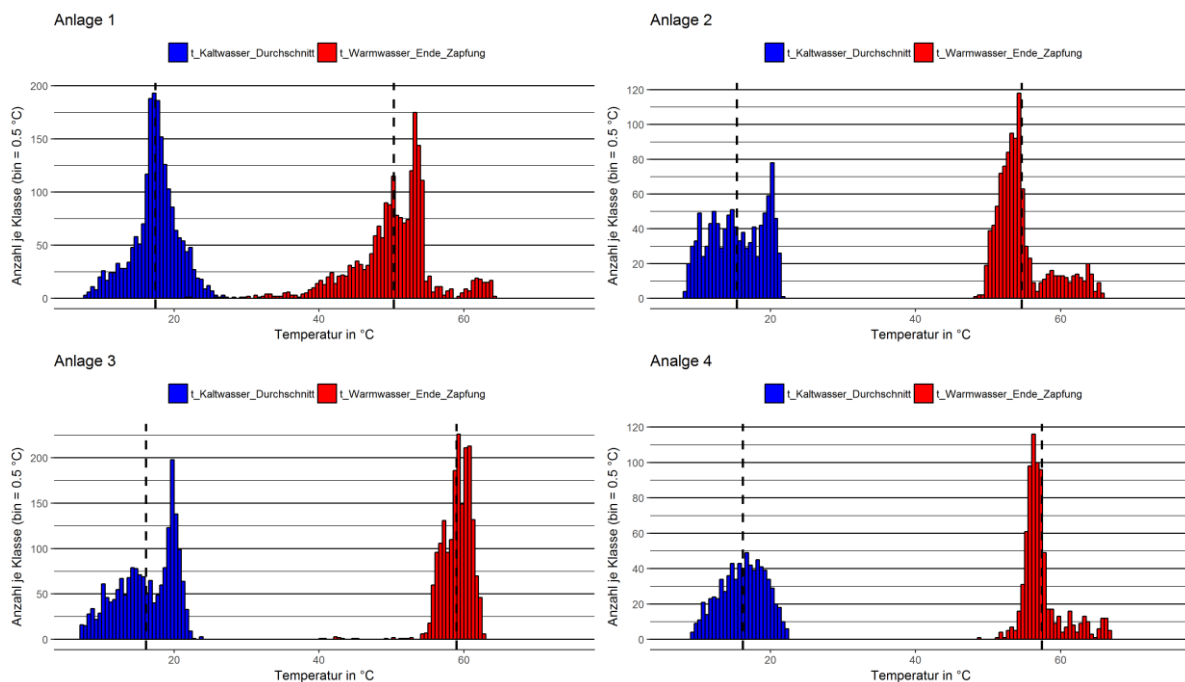 Anlage 1
t_Kaltwasser_Durchschnitt t_Warmwasser_Ende_Zapfung
Anzahl je Klasse (bin = 0.5 °C)
200
150
100
50
0
20 40 60
Temperatur in °C
Anlage 2
t_Kaltwasser_Durchschnitt t_Warmwasser_Ende_Zapfung
Anzahl je Klasse (bin = 0.5 °C)
120
100
80
60
40
20
0
20 40 60
Temperatur in °C
Anlage 3
t_Kaltwasser_Durchschnitt t_Warmwasser_Ende_Zapfung
Anzahl je Klasse (bin = 0.5 °C)
200
150
100
50
0
20 40 60
Temperatur in °C
Analge 4
t_Kaltwasser_Durchschnitt t_Warmwasser_Ende_Zapfung
Anzahl je Klasse (bin = 0.5 °C)
120
100
80
60
40
20
0
20 40 60
Temperatur in °C